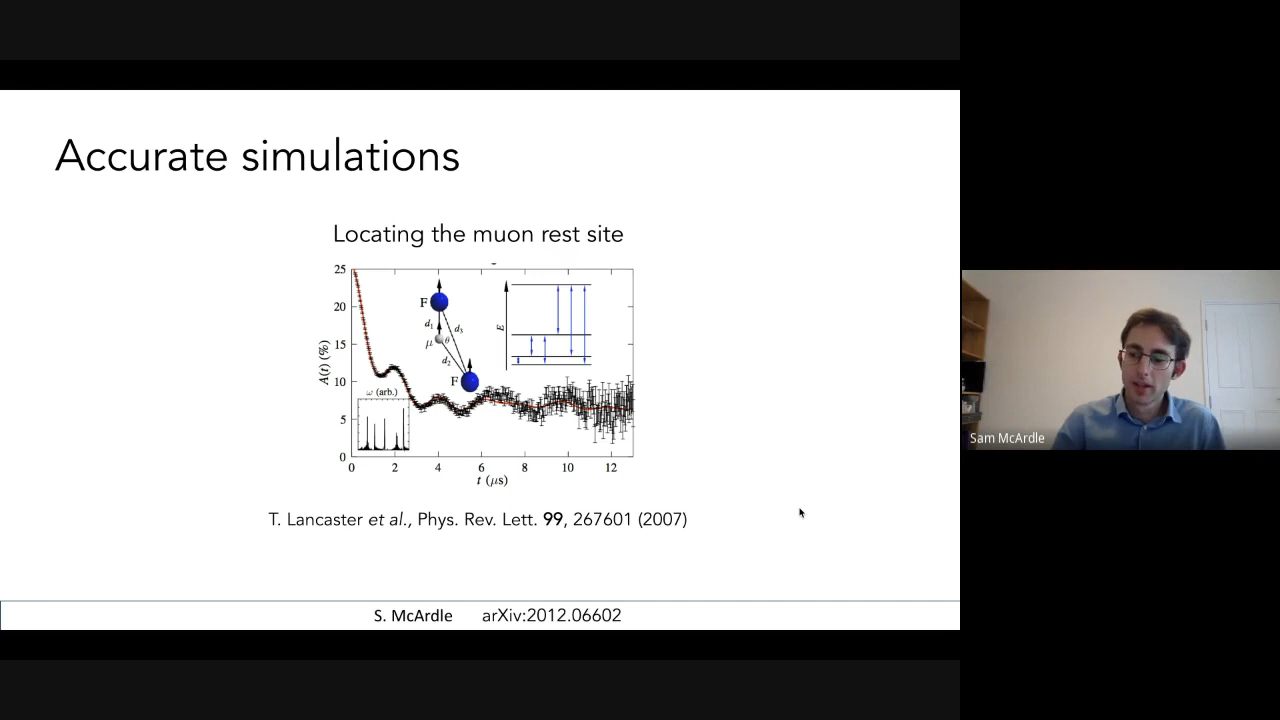 Accurate simulations
Locating the muon rest site
25
20
15
10
5
0
A(t) (%)
0 2 4 6 8 10 12
t (μs)
F
d₁
d₃
θ
μ
d₂
F
E
ω (arb.)
T. Lancaster et al., Phys. Rev. Lett. 99, 267601 (2007)
S. McArdle arXiv:2012.06602
Sam McArdle